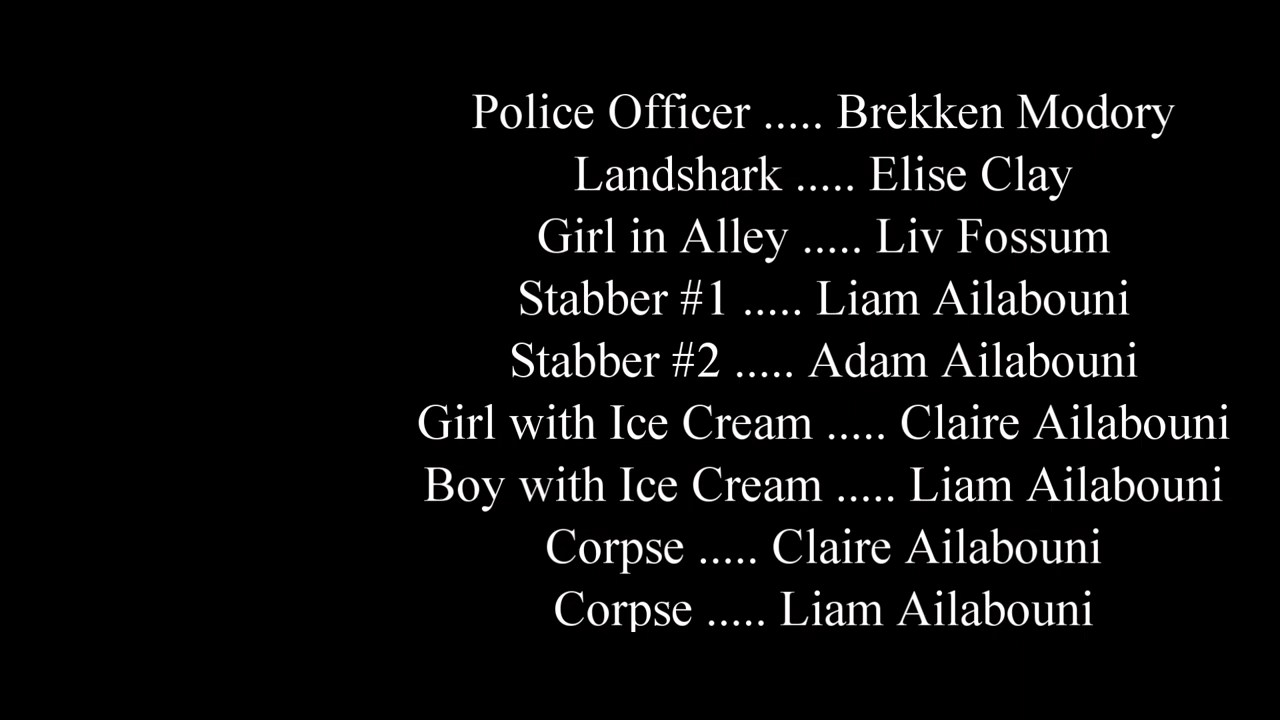 Police Officer ..... Brekken Modory
Landshark ..... Elise Clay
Girl in Alley ..... Liv Fossum
Stabber #1 ..... Liam Ailabouni
Stabber #2 ..... Adam Ailabouni
Girl with Ice Cream ..... Claire Ailabouni
Boy with Ice Cream ..... Liam Ailabouni
Corpse ..... Claire Ailabouni
Corpse ..... Liam Ailabouni